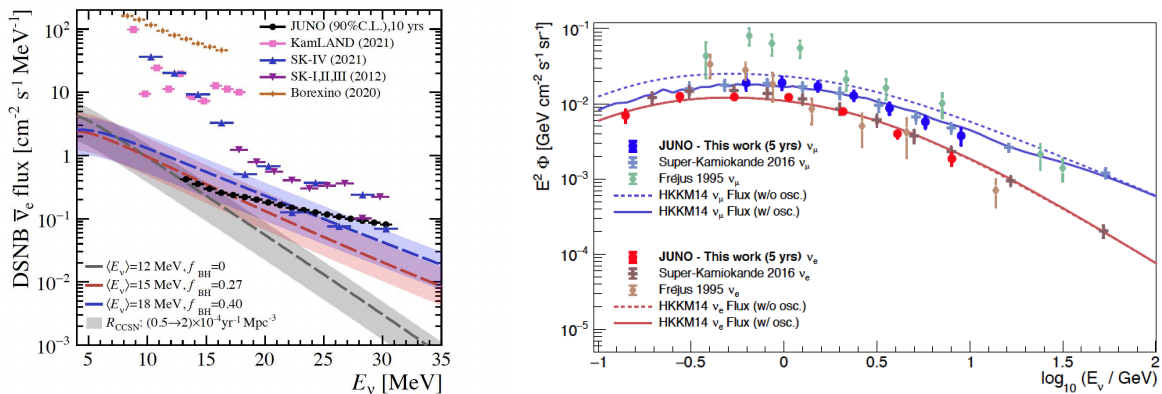 DSNB ν̄e flux [cm⁻² s⁻¹ MeV⁻¹]
10²
10
1
10⁻¹
10⁻²
10⁻³
JUNO (90%C.L.),10 yrs
KamLAND (2021)
SK-IV (2021)
SK-I,II,III (2012)
Borexino (2020)
⟨Eν⟩=12 MeV, fBH=0
⟨Eν⟩=15 MeV, fBH=0.27
⟨Eν⟩=18 MeV, fBH=0.40
RCCSN: (0.5→2)×10⁻⁴yr⁻¹ Mpc⁻³
5 10 15 20 25 30 35
Eν [MeV]
E² Φ [GeV cm⁻² s⁻¹ sr⁻¹]
10⁻¹
10⁻²
10⁻³
10⁻⁴
10⁻⁵
JUNO - This work (5 yrs) νμ
Super-Kamiokande 2016 νμ
Fréjus 1995 νμ
HKKM14 νμ Flux (w/o osc.)
HKKM14 νμ Flux (w/ osc.)
JUNO - This work (5 yrs) νe
Super-Kamiokande 2016 νe
Fréjus 1995 νe
HKKM14 νe Flux (w/o osc.)
HKKM14 νe Flux (w/ osc.)
-1 -0.5 0 0.5 1 1.5 2
log₁₀ (Eν / GeV)